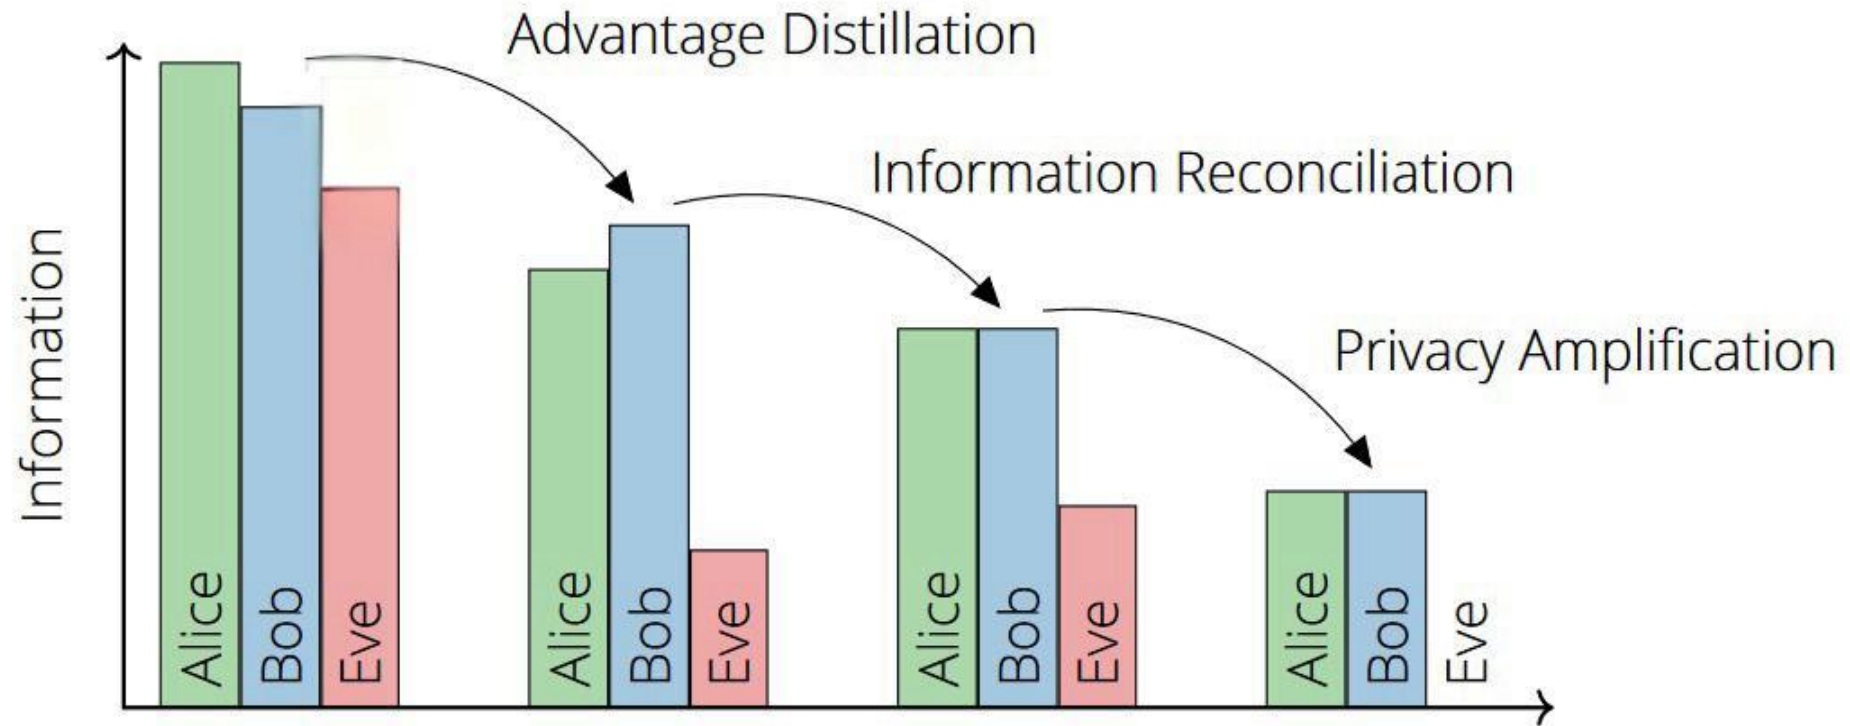 Advantage Distillation
Information Reconciliation
Privacy Amplification
Information
Alice
Bob
Eve
Alice
Bob
Eve
Alice
Bob
Eve
Alice
Bob
Eve